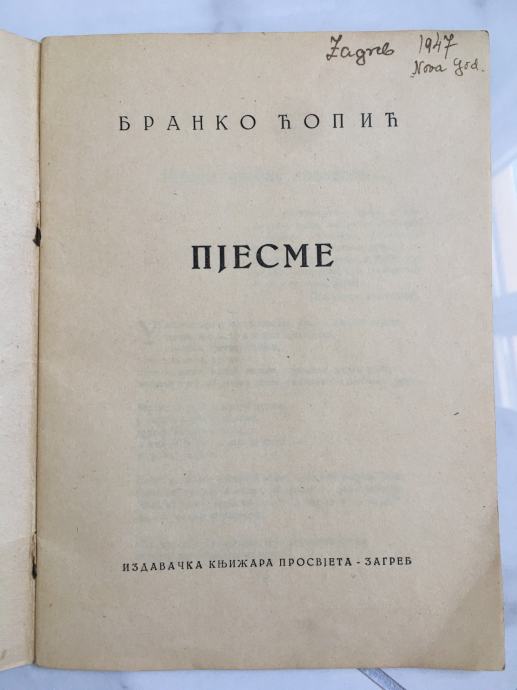 Zagreb 1947
Nova God.
БРАНКО ЋОПИЋ
ПЈЕСМЕ
ИЗДАВАЧКА КЊИЖАРА ПРОСВЈЕТА - ЗАГРЕБ